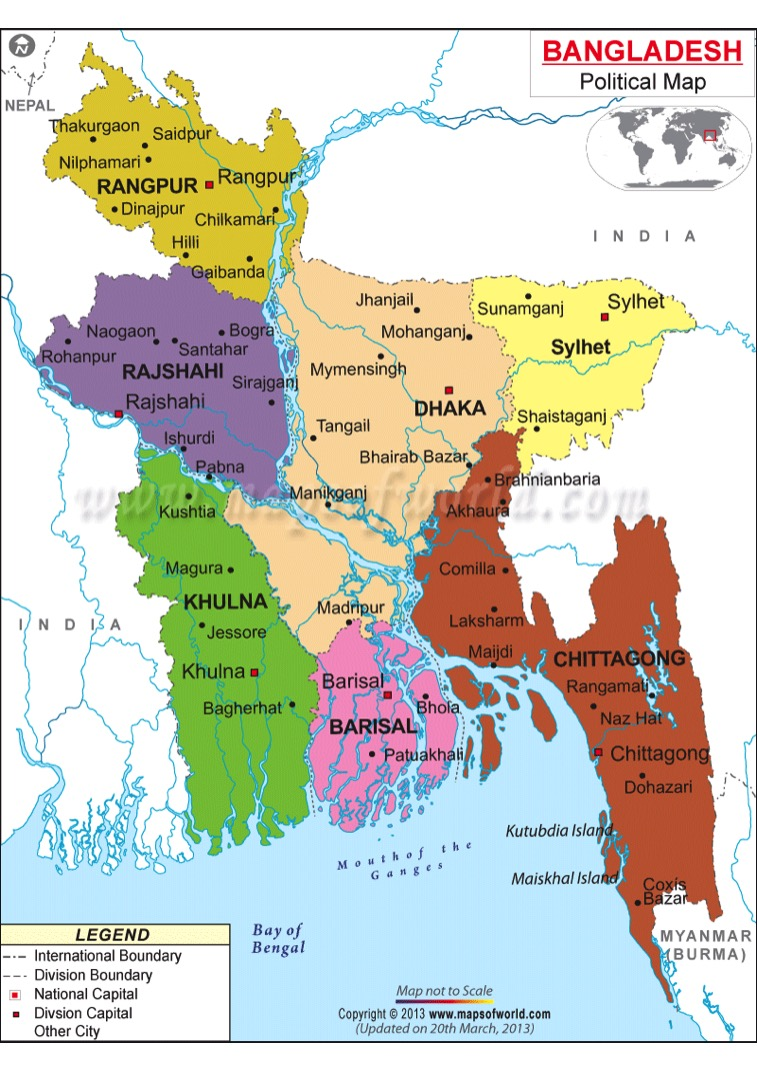 BANGLADESH
Political Map
N
NEPAL
INDIA
INDIA
MYANMAR
(BURMA)
Thakurgaon
Saidpur
Nilphamari
RANGPUR
Rangpur
Dinajpur
Chilkamari
Hilli
Gaibanda
Naogaon
Bogra
Rohanpur
Santahar
RAJSHAHI
Sirajganj
Rajshahi
Ishurdi
Pabna
Jhanjail
Mohanganj
Mymensingh
DHAKA
Tangail
Bhairab Bazar
Manikganj
Madripur
Sunamganj
Sylhet
Sylhet
Shaistaganj
www.mapsofworld.com
Kushtia
Magura
KHULNA
Jessore
Khulna
Bagherhat
Barisal
BARISAL
Bhola
Patuakhali
Brahnianbaria
Akhaura
Comilla
Laksharm
Maijdi
CHITTAGONG
Rangamati
Naz Hat
Chittagong
Dohazari
Kutubdia Island
Maiskhal Island
Coxís
Bazar
Mouth of the
Ganges
Bay of
Bengal
LEGEND
International Boundary
Division Boundary
National Capital
Divsion Capital
Other City
Map not to Scale
Copyright © 2013 www.mapsofworld.com
(Updated on 20th March, 2013)